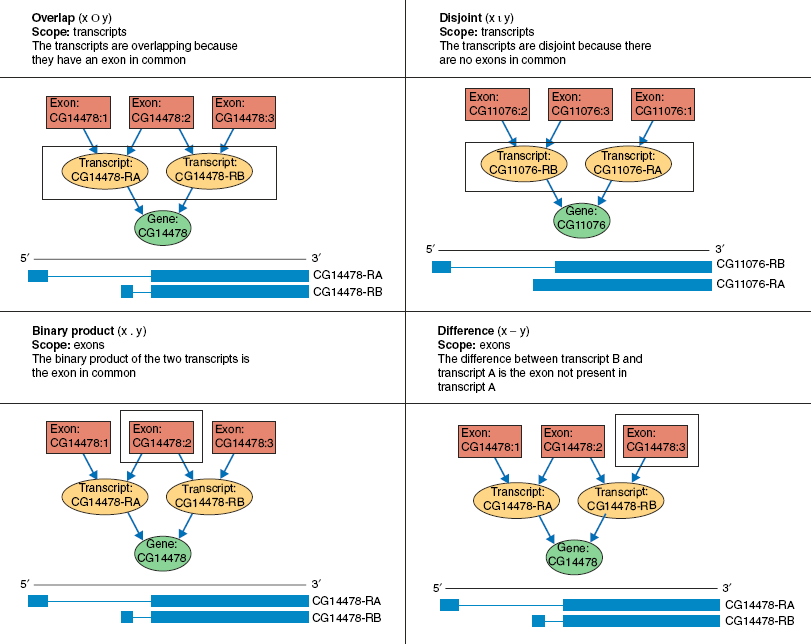 Overlap (x O y)
Scope: transcripts
The transcripts are overlapping because
they have an exon in common
Exon:
CG14478:1
Exon:
CG14478:2
Exon:
CG14478:3
Transcript:
CG14478-RA
Transcript:
CG14478-RB
Gene:
CG14478
5′
3′
CG14478-RA
CG14478-RB
Disjoint (x ι y)
Scope: transcripts
The transcripts are disjoint because there
are no exons in common
Exon:
CG11076:2
Exon:
CG11076:3
Exon:
CG11076:1
Transcript:
CG11076-RB
Transcript:
CG11076-RA
Gene:
CG11076
5′
3′
CG11076-RB
CG11076-RA
Binary product (x . y)
Scope: exons
The binary product of the two transcripts is
the exon in common
Exon:
CG14478:1
Exon:
CG14478:2
Exon:
CG14478:3
Transcript:
CG14478-RA
Transcript:
CG14478-RB
Gene:
CG14478
5′
3′
CG14478-RA
CG14478-RB
Difference (x – y)
Scope: exons
The difference between transcript B and
transcript A is the exon not present in
transcript A
Exon:
CG14478:1
Exon:
CG14478:2
Exon:
CG14478:3
Transcript:
CG14478-RA
Transcript:
CG14478-RB
Gene:
CG14478
5′
3′
CG14478-RA
CG14478-RB